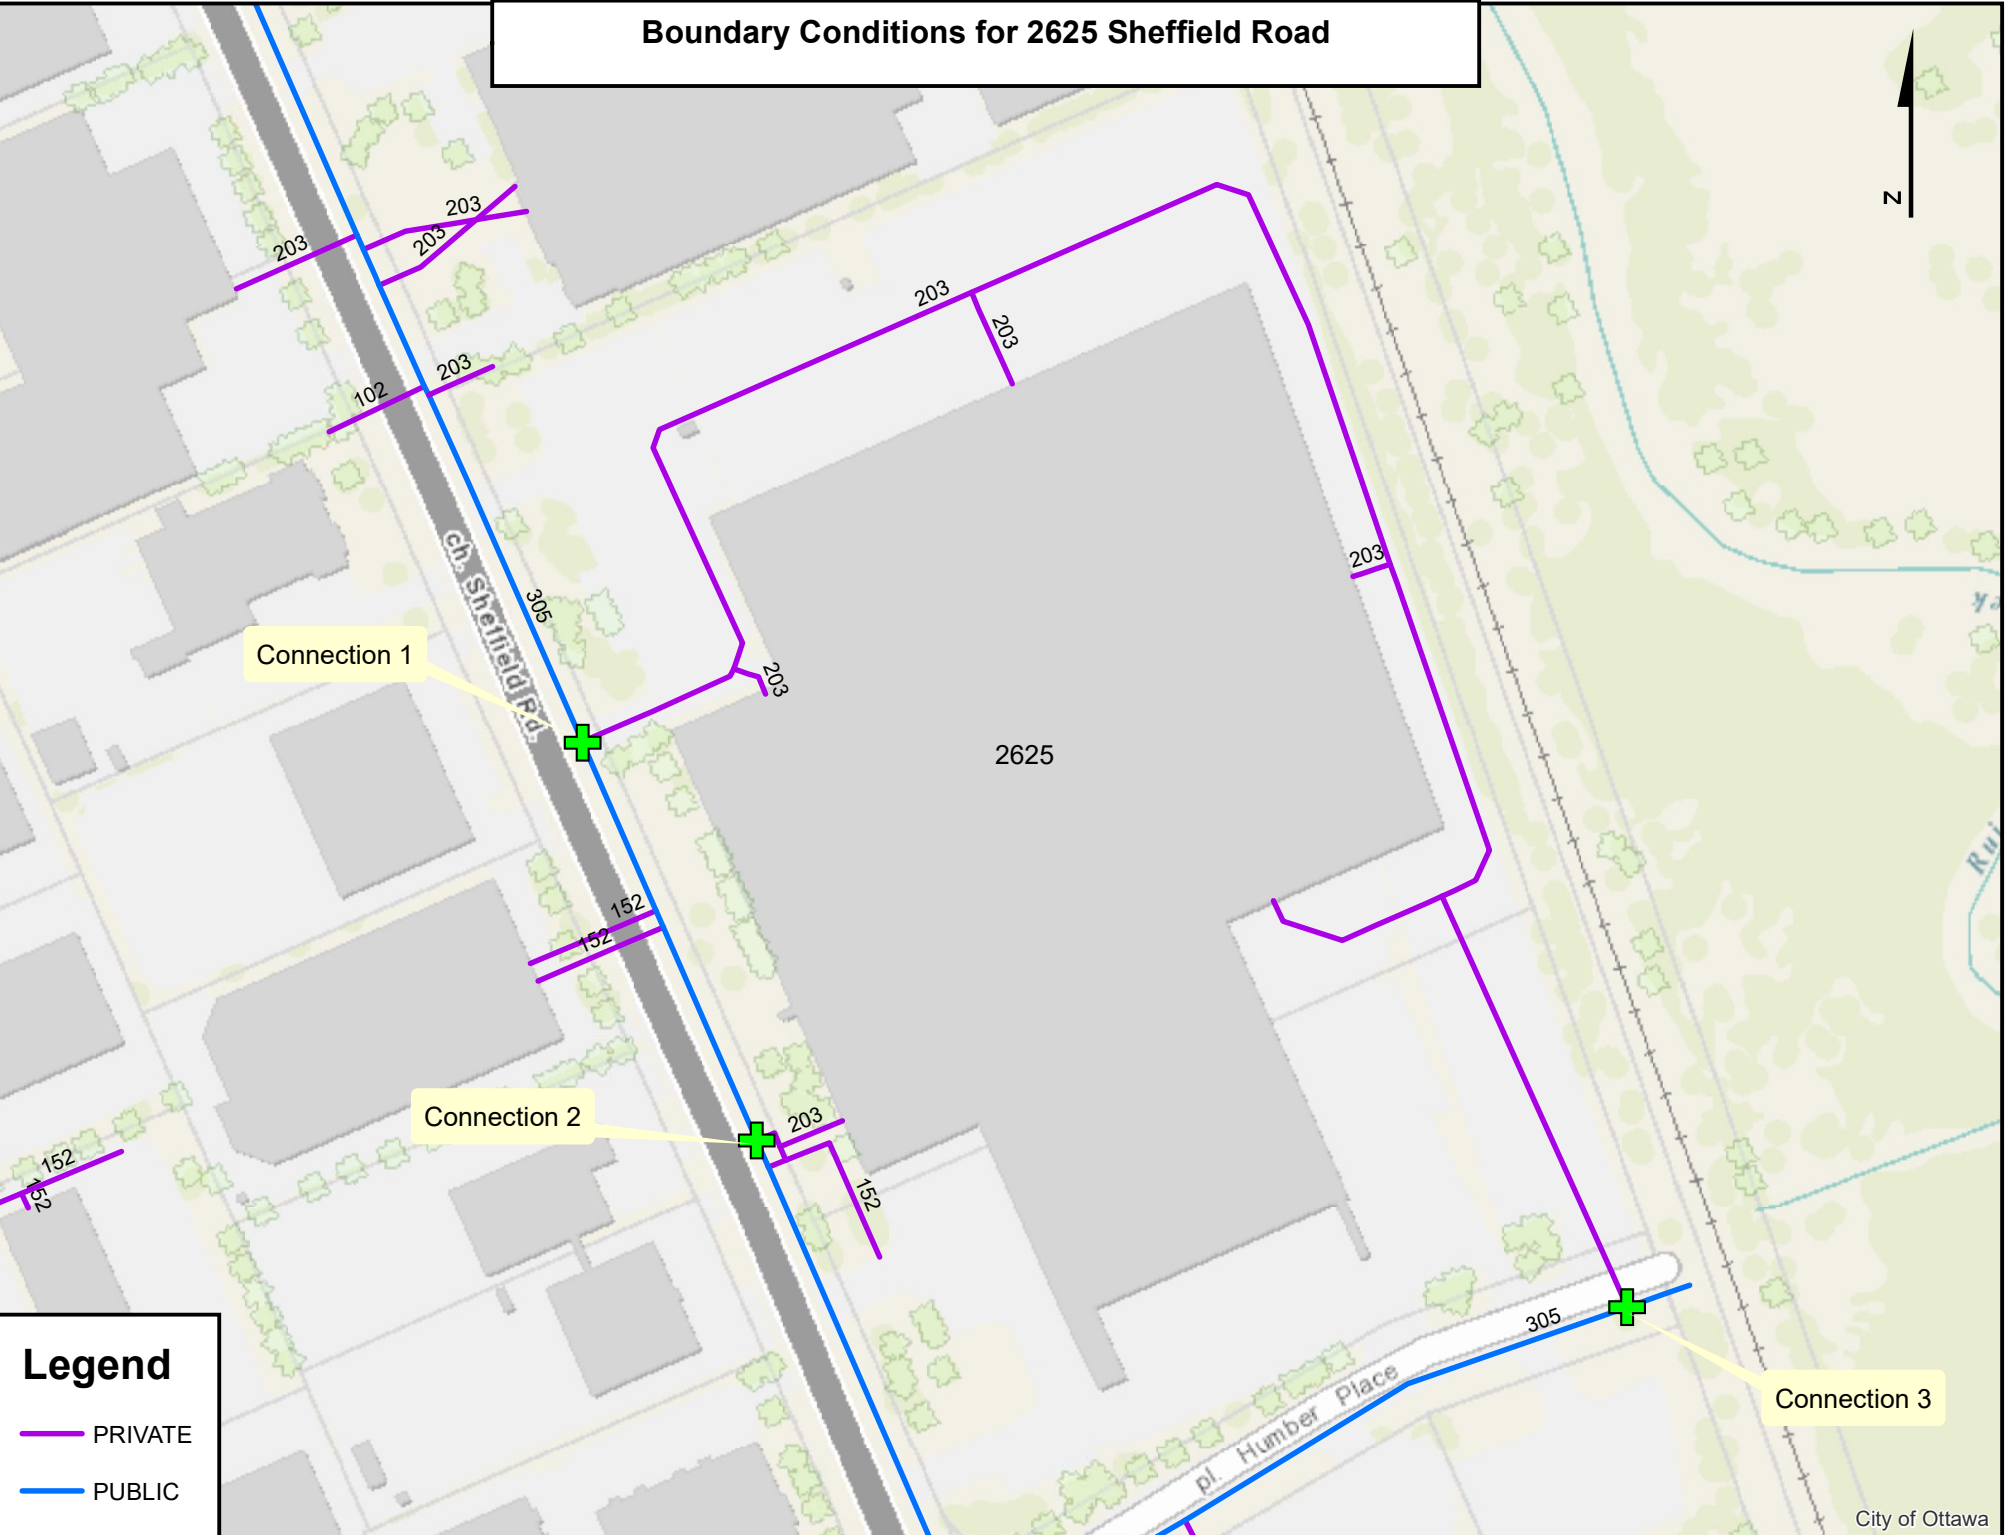 Boundary Conditions for 2625 Sheffield Road
z
203
203
203
203
203
203
102
203
203
ch. Sheffield Rd.
305
Connection 1
203
2625
152
152
Connection 2
203
152
152
152
305
Connection 3
pl. Humber Place
Legend
PRIVATE
PUBLIC
City of Ottawa